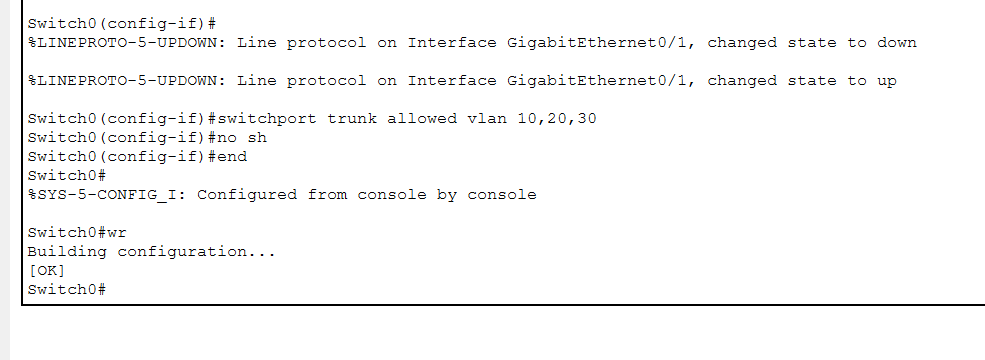 Switch0(config-if)#
%LINEPROTO-5-UPDOWN: Line protocol on Interface GigabitEthernet0/1, changed state to down
%LINEPROTO-5-UPDOWN: Line protocol on Interface GigabitEthernet0/1, changed state to up
Switch0(config-if)#switchport trunk allowed vlan 10,20,30
Switch0(config-if)#no sh
Switch0(config-if)#end
Switch0#
%SYS-5-CONFIG_I: Configured from console by console
Switch0#wr
Building configuration...
[OK]
Switch0#